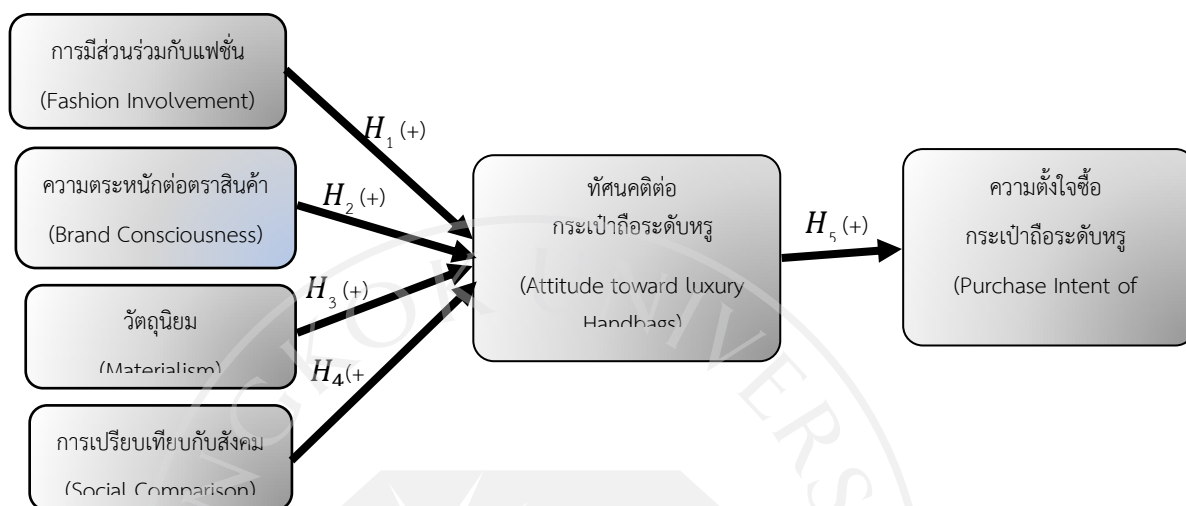 การมีส่วนร่วมกับแฟชั่น
(Fashion Involvement)
H₁ (+)
ความตระหนักต่อตราสินค้า
(Brand Consciousness)
H₂ (+)
วัตถุนิยม
(Materialism)
H₃ (+)
การเปรียบเทียบกับสังคม
(Social Comparison)
H₄(+
ทัศนคติต่อ
กระเป๋าถือระดับหรู
(Attitude toward luxury
Handbags)
H₅ (+)
ความตั้งใจซื้อ
กระเป๋าถือระดับหรู
(Purchase Intent of